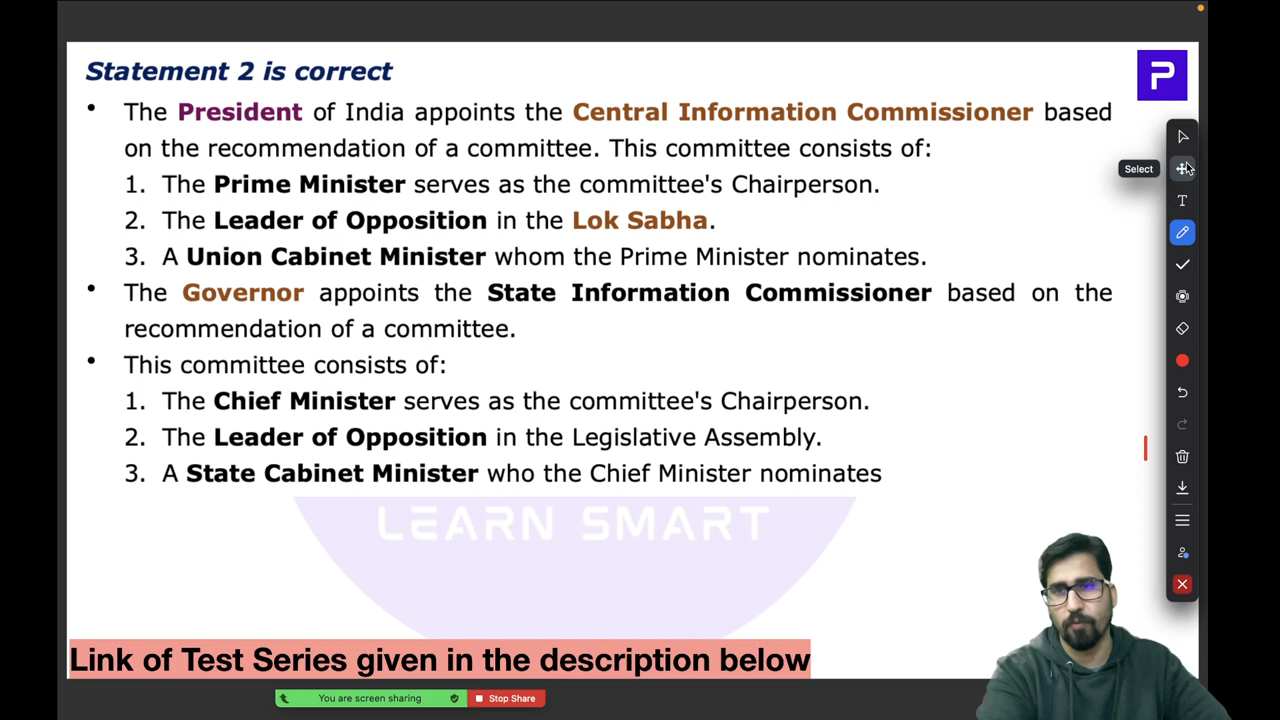 Statement 2 is correct
P
• The President of India appoints the Central Information Commissioner based
on the recommendation of a committee. This committee consists of:
1. The Prime Minister serves as the committee's Chairperson.
Select
2. The Leader of Opposition in the Lok Sabha.
T
3. A Union Cabinet Minister whom the Prime Minister nominates.
• The Governor appoints the State Information Commissioner based on the
recommendation of a committee.
• This committee consists of:
1. The Chief Minister serves as the committee's Chairperson.
2. The Leader of Opposition in the Legislative Assembly.
3. A State Cabinet Minister who the Chief Minister nominates
LEARN SMART
Link of Test Series given in the description below
You are screen sharing
Stop Share